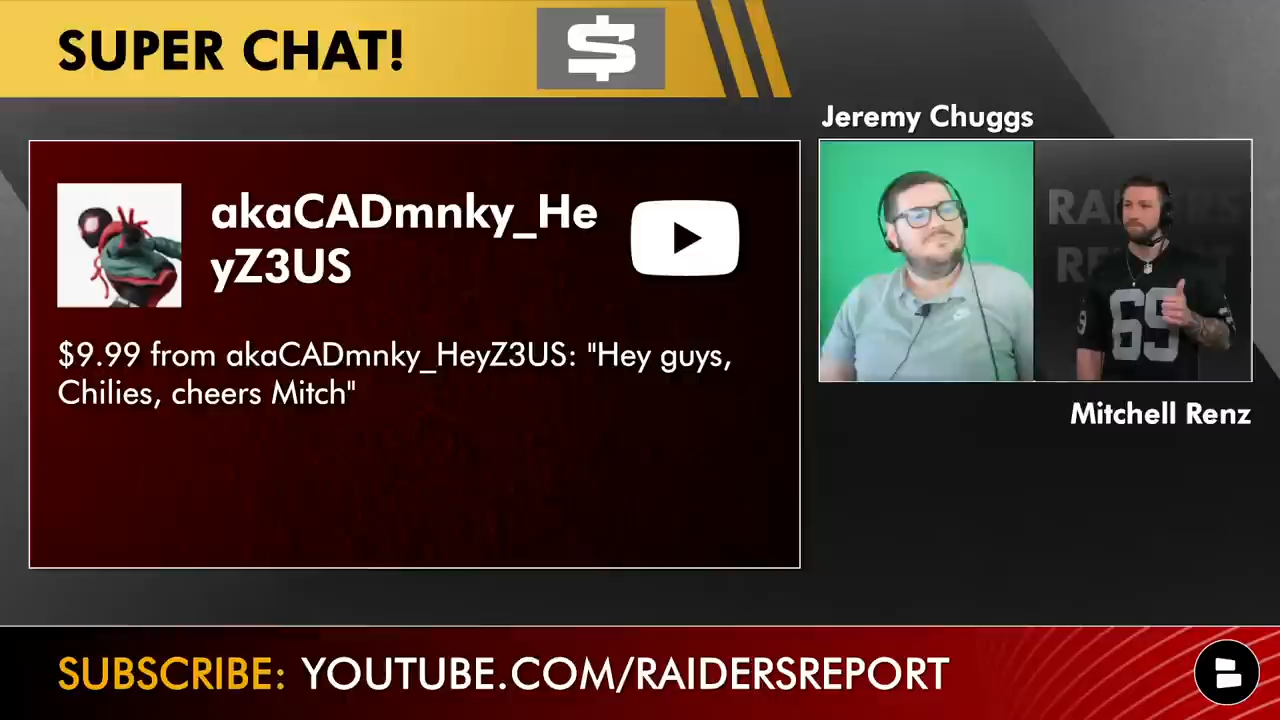 SUPER CHAT!
$
Jeremy Chuggs
akaCADmnky_He
yZ3US
$9.99 from akaCADmnky_HeyZ3US: "Hey guys,
Chilies, cheers Mitch"
69
Mitchell Renz
SUBSCRIBE: YOUTUBE.COM/RAIDERSREPORT